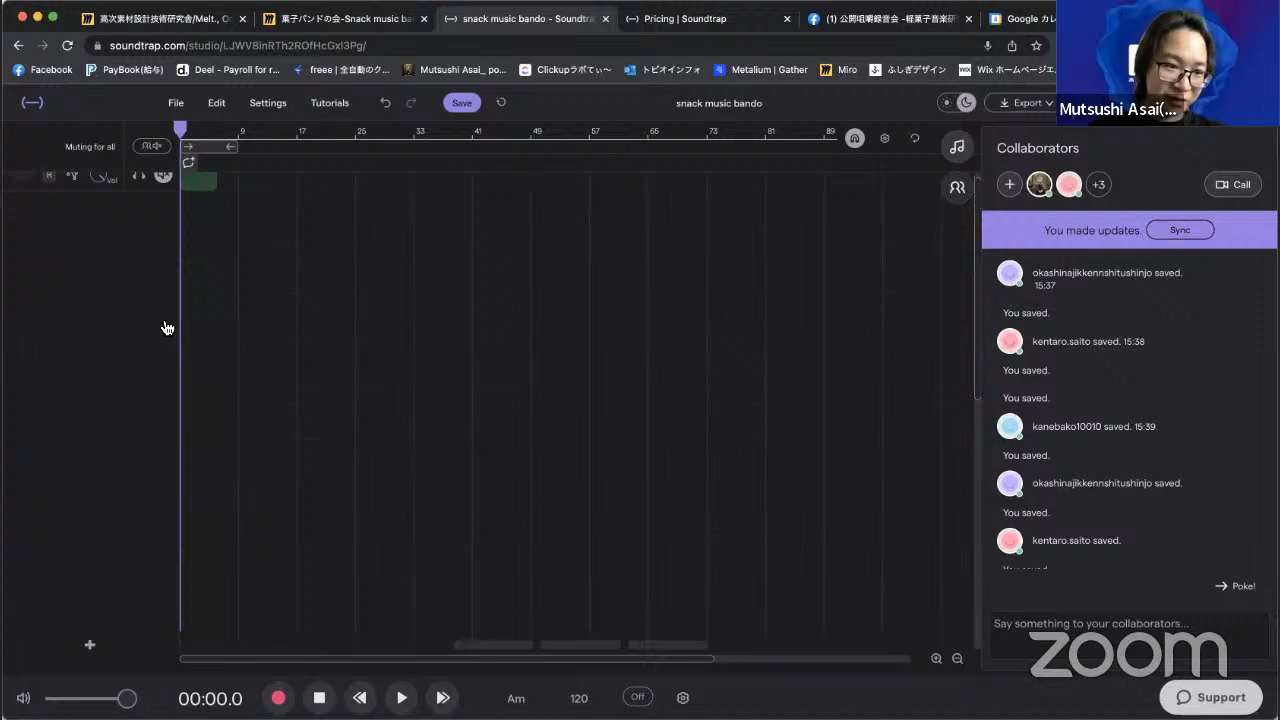 高次素材設計技術研究会/Melt., O
菓子バンドの会-Snack music ba
snack music bando - Soundtra
Pricing | Soundtrap
(1) 公開咀嚼録音会 -軽菓子音楽研
Google カレ
soundtrap.com/studio/LJWV8inRTh2ROfHcGxl3Pg/
Facebook
PayBook(給与)
Deel - Payroll for r...
freee | 全自動のク...
Mutsushi Asai_ po...
Clickupラボてぃ〜
トピオインフォ
Metalium | Gather
Miro
ふしぎデザイン
Wix ホームページエ
Mutsushi Asai(...
File
Edit
Settings
Tutorials
Save
snack music bando
Export
Muting for all
9
17
25
33
41
49
57
65
73
81
89
R
Vol
Collaborators
+3
Call
You made updates.
Sync
okashinajikkennshitushinjo saved.
15:37
You saved.
kentaro.saito saved. 15:38
You saved.
You saved.
kanebako10010 saved. 15:39
You saved.
okashinajikkennshitushinjo saved.
You saved.
kentaro.saito saved.
You saved.
Poke!
Say something to your collaborators...
zoom
00:00.0
Am
120
Off
Support